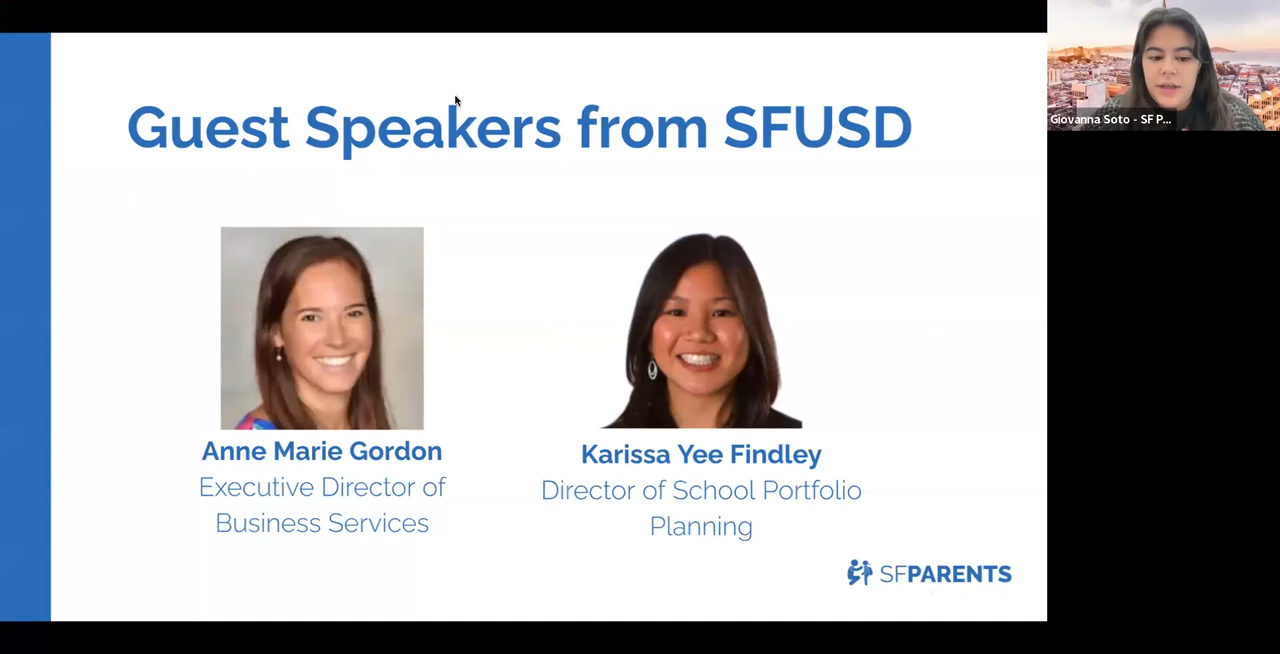 Guest Speakers from SFUSD
Anne Marie Gordon
Executive Director of
Business Services
Karissa Yee Findley
Director of School Portfolio
Planning
SFPARENTS
Giovanna Soto - SF P...